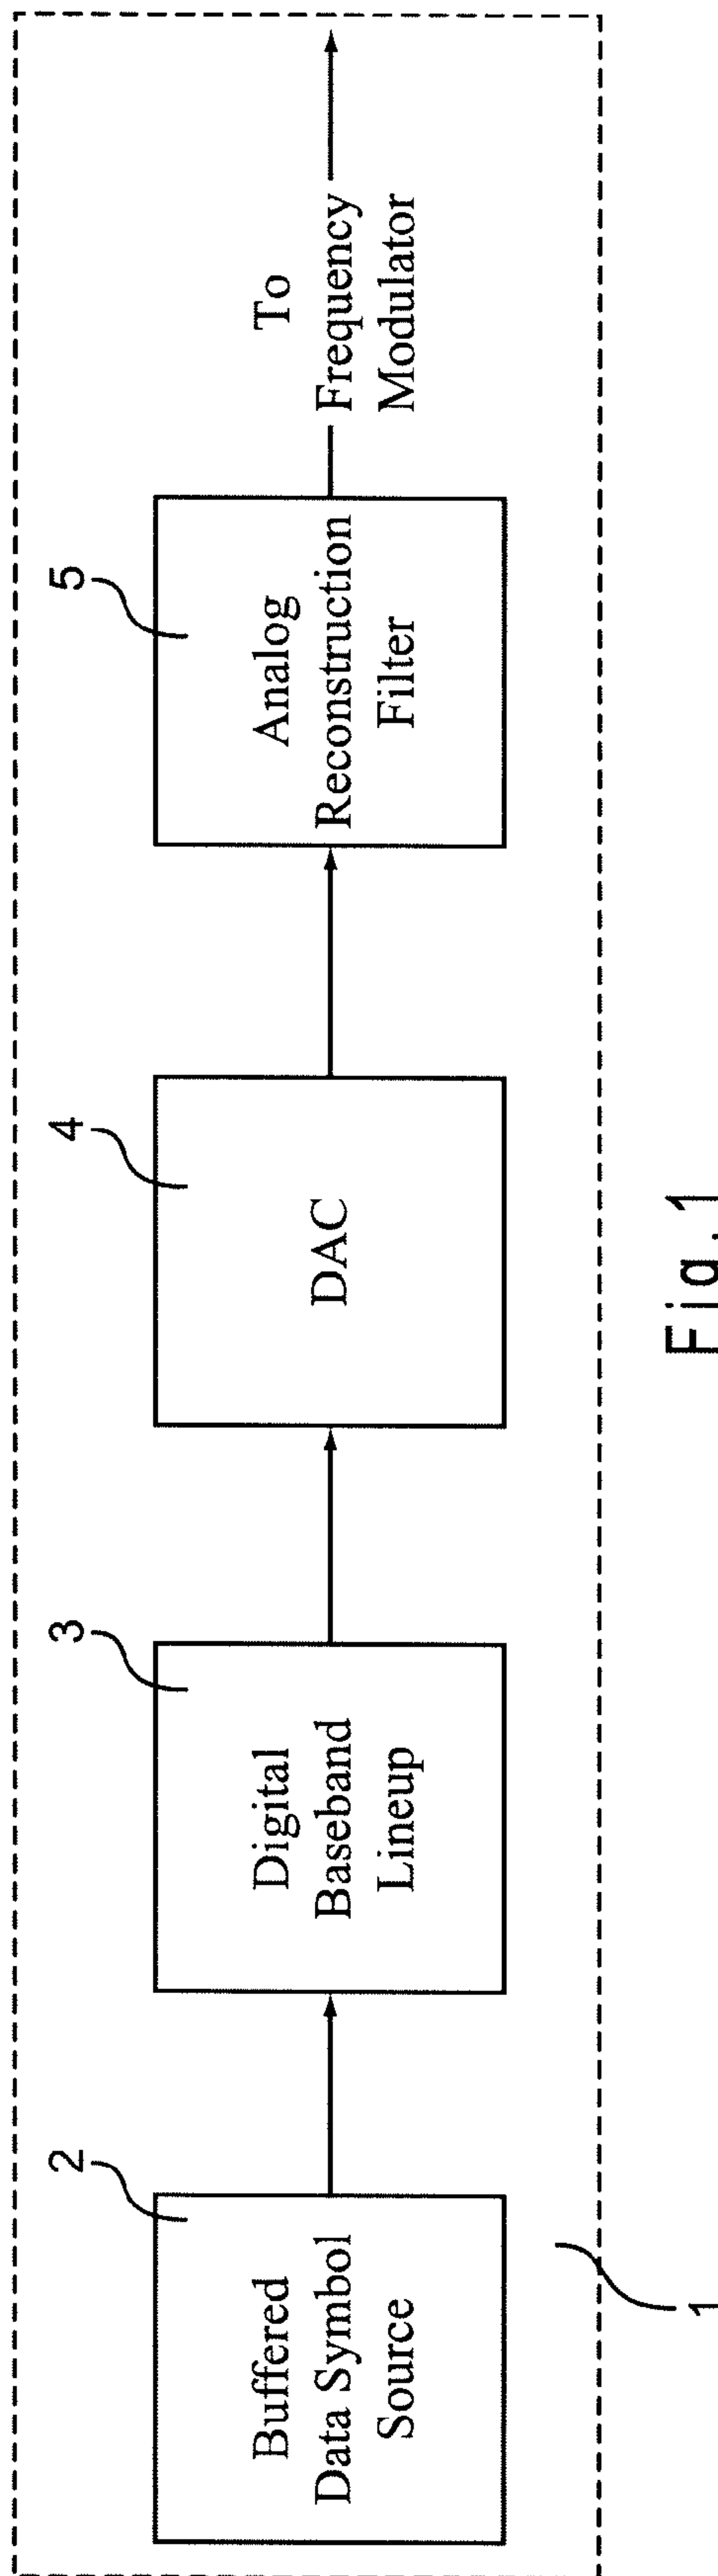 2
Buffered
Data Symbol
Source
3
Digital
Baseband
Lineup
4
DAC
5
Analog
Reconstruction
Filter
To
Frequency
Modulator
1
Fig. 1